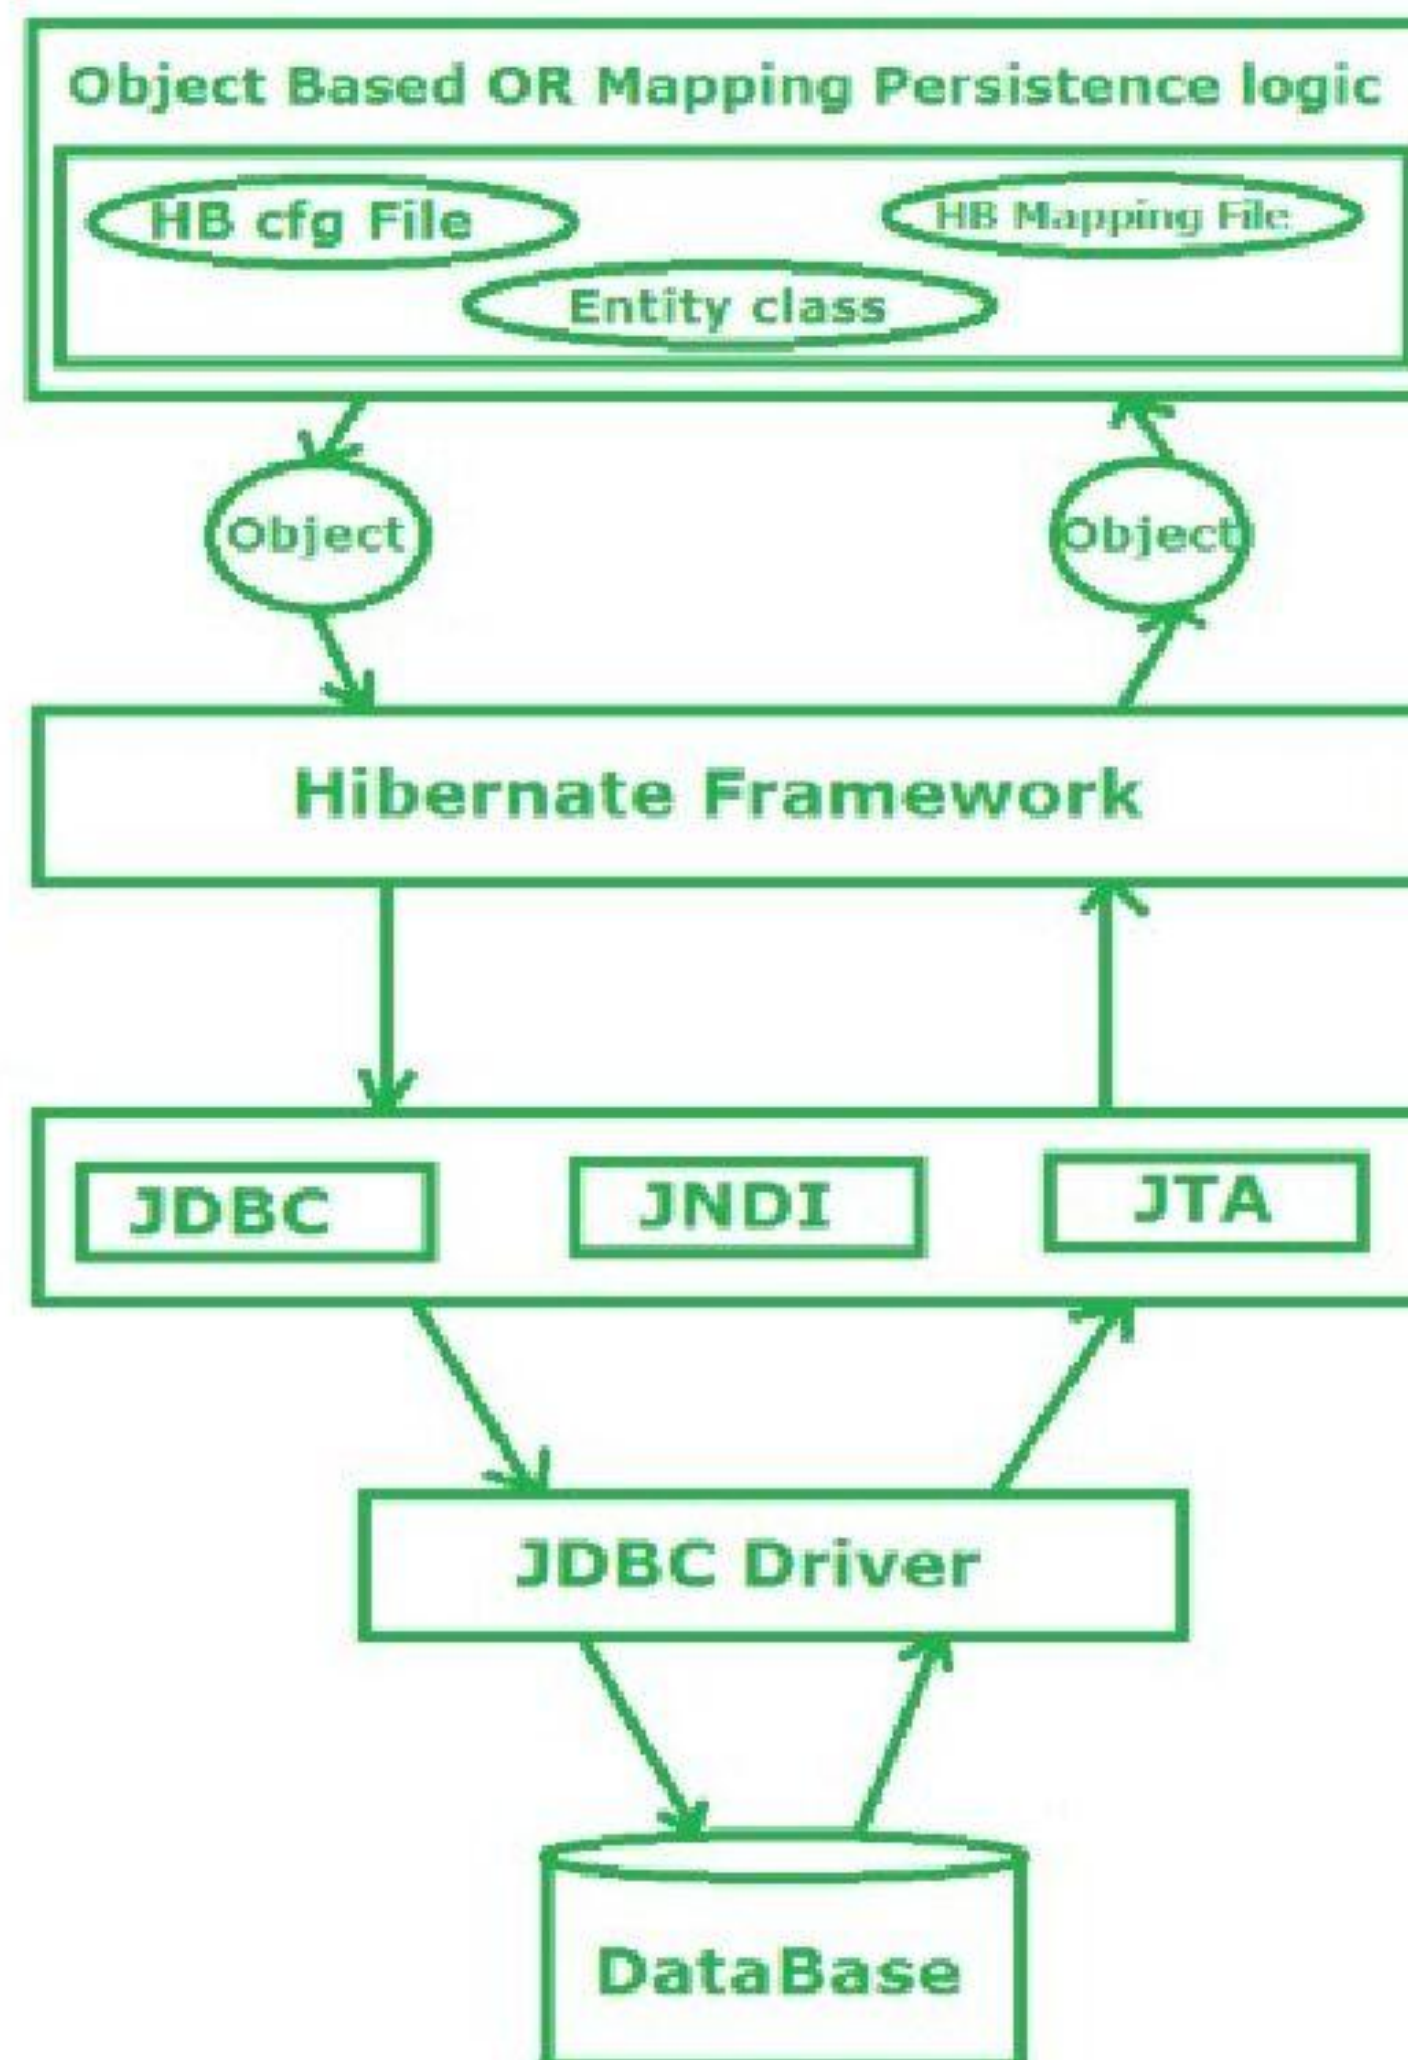 Object Based OR Mapping Persistence logic
HB cfg File
HB Mapping File
Entity class
Object
Object
Hibernate Framework
JDBC
JNDI
JTA
JDBC Driver
DataBase